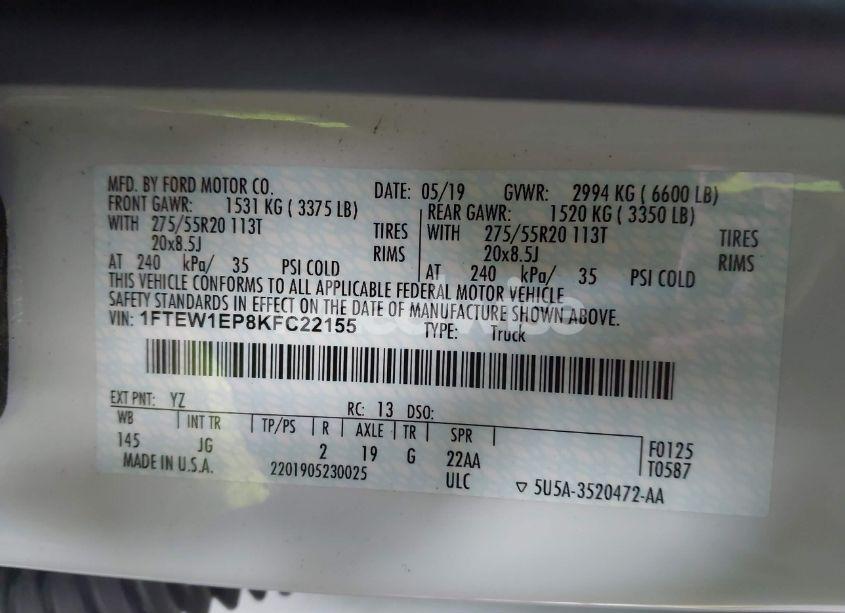 MFD. BY FORD MOTOR CO. DATE: 05/19 GVWR: 2994 KG ( 6600 LB)
FRONT GAWR: 1531 KG ( 3375 LB) REAR GAWR: 1520 KG ( 3350 LB)
WITH 275/55R20 113T TIRES WITH 275/55R20 113T TIRES
20x8.5J RIMS 20x8.5J RIMS
AT 240 kPa/ 35 PSI COLD AT 240 kPa/ 35 PSI COLD
THIS VEHICLE CONFORMS TO ALL APPLICABLE FEDERAL MOTOR VEHICLE
SAFETY STANDARDS IN EFFECT ON THE DATE OF MANUFACTURE SHOWN ABOVE.
VIN: 1FTEW1EP8KFC22155 TYPE: Truck
EXT PNT: YZ RC: 13 DSO:
WB INT TR TP/PS R AXLE TR SPR
145 JG 2 19 G 22AA F0125
MADE IN U.S.A. 2201905230025 ULC T0587
▽ 5U5A-3520472-AA